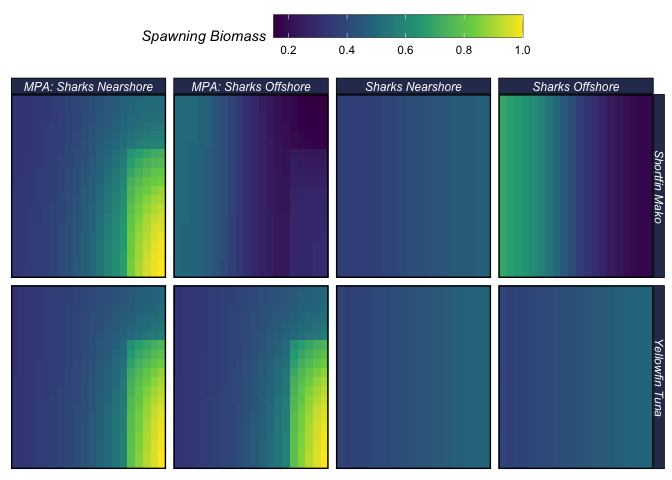 Spawning Biomass
0.2 0.4 0.6 0.8 1.0
MPA: Sharks Nearshore MPA: Sharks Offshore Sharks Nearshore Sharks Offshore
Shortfin Mako
Yellowfin Tuna